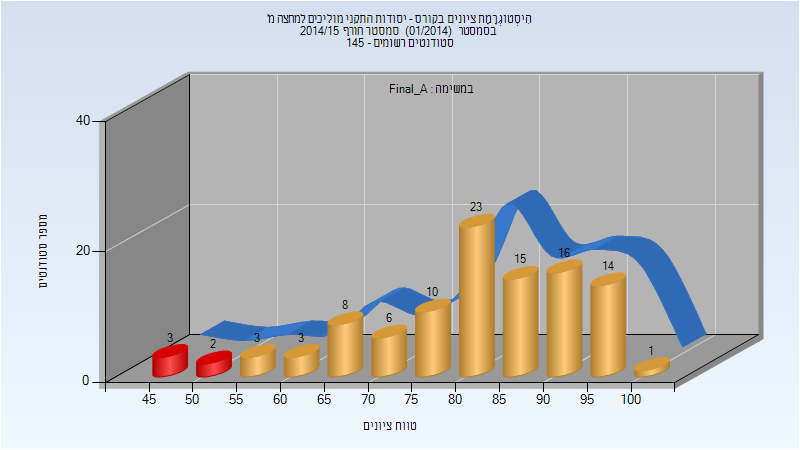 היסטוגרמת ציונים בקורס - יסודות התקני מוליכים למחצה מ'
בסמסטר (01/2014) סמסטר חורף 2014/15
סטודנטים רשומים - 145
במשימה : Final_A
מספר סטודנטים
40
20
0
3
2
3
3
8
6
10
23
15
16
14
1
45 50 55 60 65 70 75 80 85 90 95 100
טווח ציונים